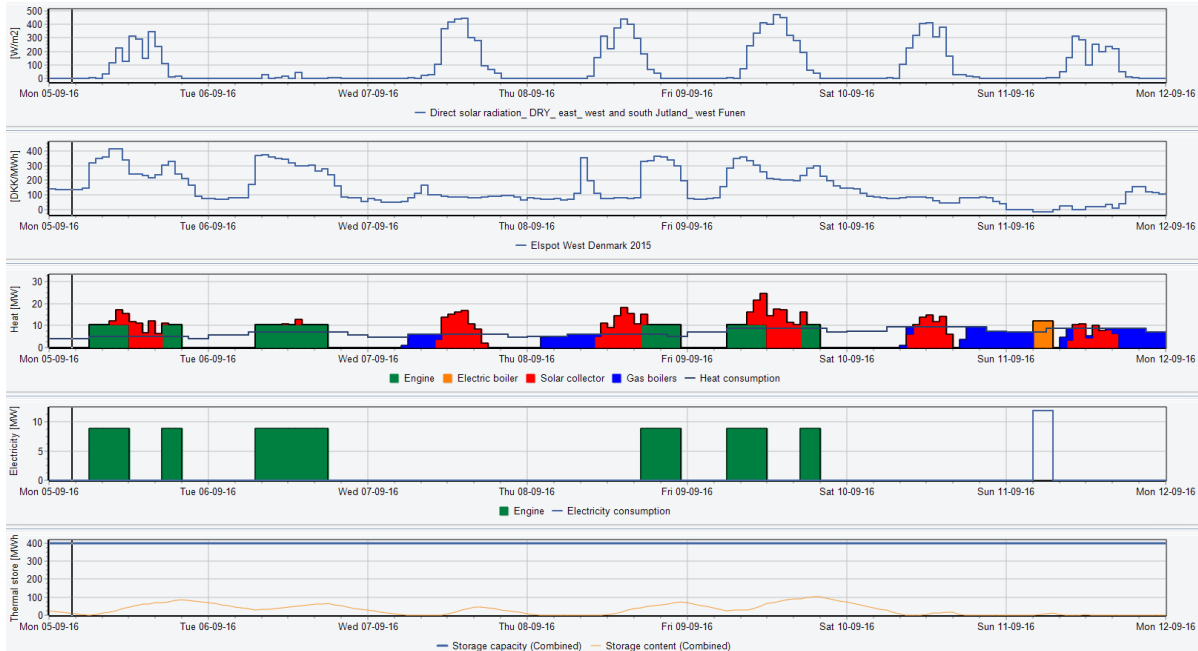 [W/m2]
500
400
300
200
100
0
Mon 05-09-16 Tue 06-09-16 Wed 07-09-16 Thu 08-09-16 Fri 09-09-16 Sat 10-09-16 Sun 11-09-16 Mon 12-09-16
Direct solar radiation_ DRY_ east_ west and south Jutland_ west Funen
[DKK/MWh]
400
300
200
100
0
Mon 05-09-16 Tue 06-09-16 Wed 07-09-16 Thu 08-09-16 Fri 09-09-16 Sat 10-09-16 Sun 11-09-16 Mon 12-09-16
Elspot West Denmark 2015
Heat [MW]
30
20
10
0
Mon 05-09-16 Tue 06-09-16 Wed 07-09-16 Thu 08-09-16 Fri 09-09-16 Sat 10-09-16 Sun 11-09-16 Mon 12-09-16
Engine Electric boiler Solar collector Gas boilers Heat consumption
Electricity [MW]
10
5
0
Mon 05-09-16 Tue 06-09-16 Wed 07-09-16 Thu 08-09-16 Fri 09-09-16 Sat 10-09-16 Sun 11-09-16 Mon 12-09-16
Engine Electricity consumption
Thermal store [MWh
400
300
200
100
0
Mon 05-09-16 Tue 06-09-16 Wed 07-09-16 Thu 08-09-16 Fri 09-09-16 Sat 10-09-16 Sun 11-09-16 Mon 12-09-16
Storage capacity (Combined) Storage content (Combined)